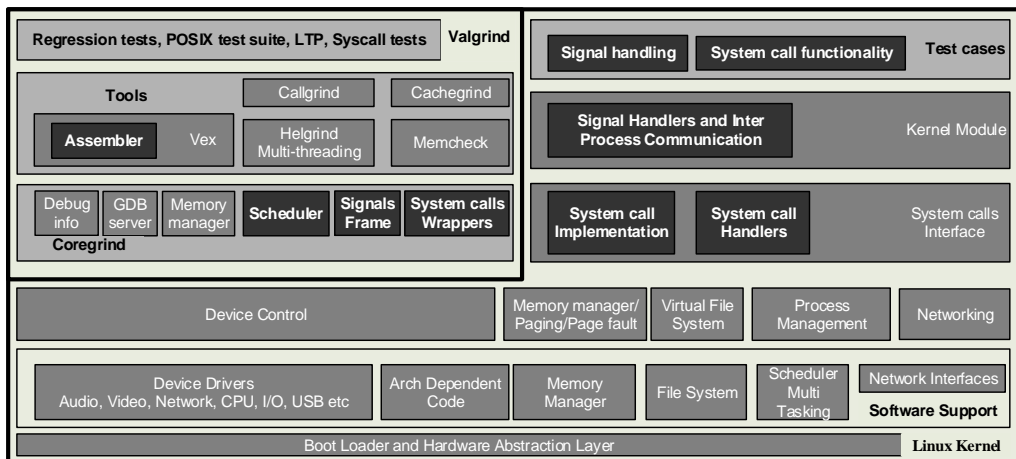 Regression tests, POSIX test suite, LTP, Syscall tests
Valgrind
Tools
Callgrind
Cachegrind
Assembler
Vex
Helgrind
Multi-threading
Memcheck
Debug
info
GDB
server
Memory
manager
Scheduler
Signals
Frame
System calls
Wrappers
Coregrind
Signal handling
System call functionality
Test cases
Signal Handlers and Inter
Process Communication
Kernel Module
System call
Implementation
System call
Handlers
System calls
Interface
Device Control
Memory manager/
Paging/Page fault
Virtual File
System
Process
Management
Networking
Device Drivers
Audio, Video, Network, CPU, I/O, USB etc
Arch Dependent
Code
Memory
Manager
File System
Scheduler
Multi
Tasking
Network Interfaces
Software Support
Boot Loader and Hardware Abstraction Layer
Linux Kernel